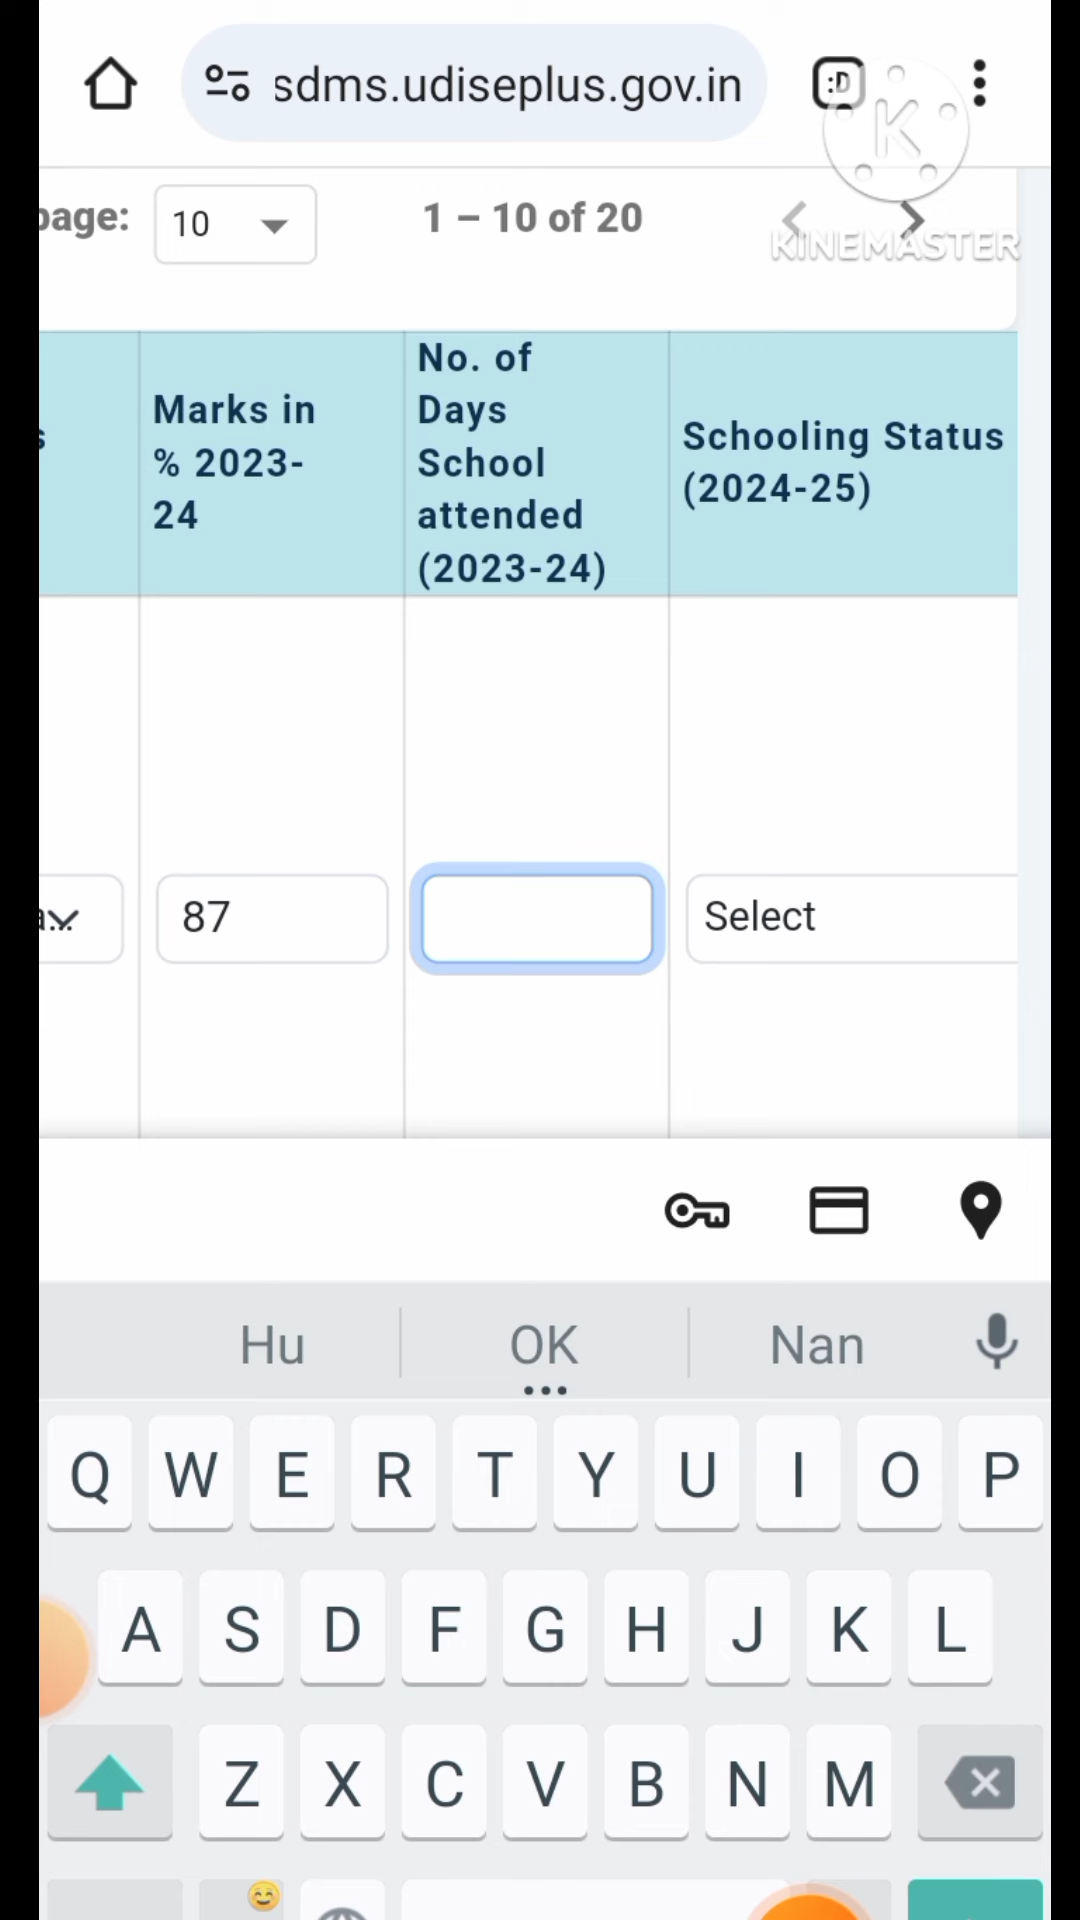 sdms.udiseplus.gov.in
:D
K
KINEMASTER
page:
10
1 – 10 of 20
s
Marks in
% 2023-
24
No. of
Days
School
attended
(2023-24)
Schooling Status
(2024-25)
a...
87
Select
Hu
OK
Nan
Q W E R T Y U I O P
A S D F G H J K L
Z X C V B N M